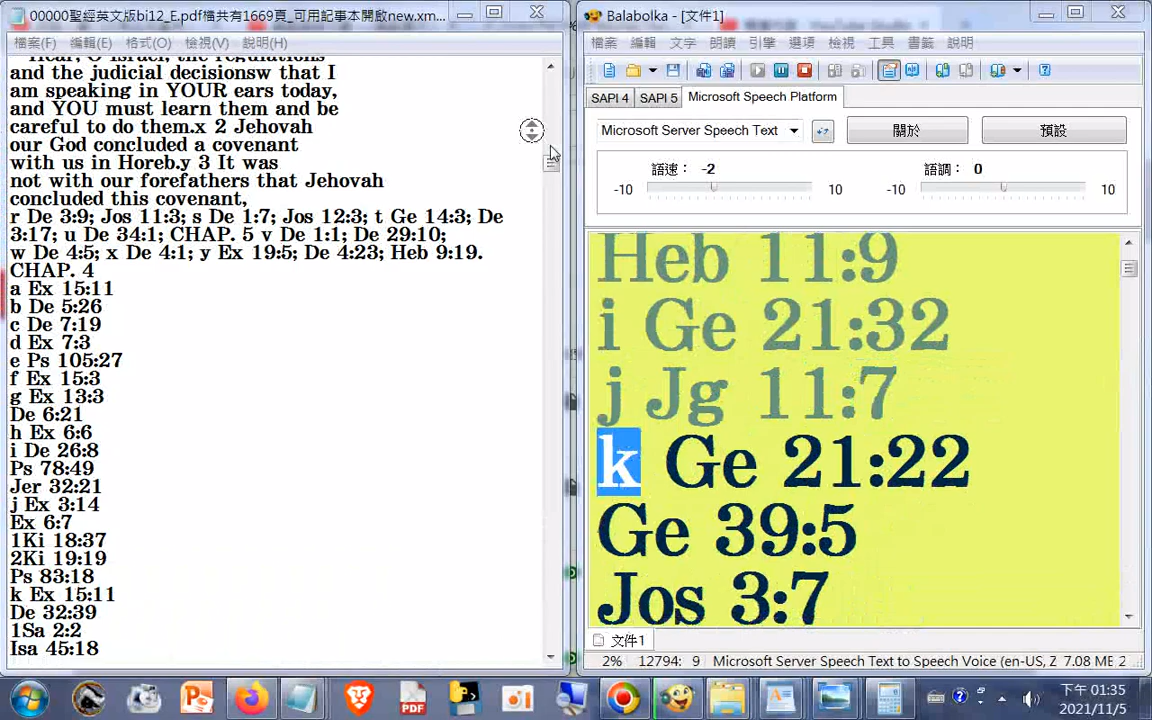 00000聖經英文版bi12_E.pdf檔共有1669頁_可用記事本開啟new.xm...
檔案(F) 編輯(E) 格式(O) 檢視(V) 說明(H)
Hear, O Israel, the regulations
and the judicial decisionsw that I
am speaking in YOUR ears today,
and YOU must learn them and be
careful to do them.x 2 Jehovah
our God concluded a covenant
with us in Horeb.y 3 It was
not with our forefathers that Jehovah
concluded this covenant,
r De 3:9; Jos 11:3; s De 1:7; Jos 12:3; t Ge 14:3; De
3:17; u De 34:1; CHAP. 5 v De 1:1; De 29:10;
w De 4:5; x De 4:1; y Ex 19:5; De 4:23; Heb 9:19.
CHAP. 4
a Ex 15:11
b De 5:26
c De 7:19
d Ex 7:3
e Ps 105:27
f Ex 15:3
g Ex 13:3
De 6:21
h Ex 6:6
i De 26:8
Ps 78:49
Jer 32:21
j Ex 3:14
Ex 6:7
1Ki 18:37
2Ki 19:19
Ps 83:18
k Ex 15:11
De 32:39
1Sa 2:2
Isa 45:18
Balabolka - [文件1]
檔案 編輯 文字 朗讀 引擎 選項 檢視 工具 書籤 說明
SAPI 4 SAPI 5 Microsoft Speech Platform
Microsoft Server Speech Text 關於 預設
語速: -2 語調: 0
-10 10 -10 10
Heb 11:9
i Ge 21:32
j Jg 11:7
k Ge 21:22
Ge 39:5
Jos 3:7
文件1
2% 12794: 9 Microsoft Server Speech Text to Speech Voice (en-US, Z 7.08 ME 2
PDF
下午 01:35
2021/11/5